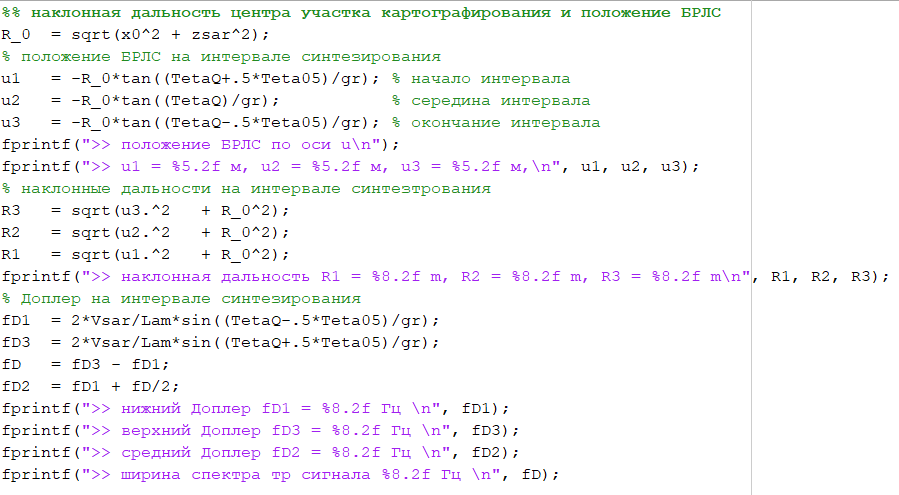 %% наклонная дальность центра участка картографирования и положение БРЛС
R_0  = sqrt(x0^2 + zsar^2);
% положение БРЛС на интервале синтезирования
u1   = -R_0*tan((TetaQ+.5*Teta05)/gr); % начало интервала
u2   = -R_0*tan((TetaQ)/gr);           % середина интервала
u3   = -R_0*tan((TetaQ-.5*Teta05)/gr); % окончание интервала
fprintf(">> положение БРЛС по оси u\n");
fprintf(">> u1 = %5.2f м, u2 = %5.2f м, u3 = %5.2f м,\n", u1, u2, u3);
% наклонные дальности на интервале синтезтрования
R3   = sqrt(u3.^2   + R_0^2);
R2   = sqrt(u2.^2   + R_0^2);
R1   = sqrt(u1.^2   + R_0^2);
fprintf(">> наклонная дальность R1 = %8.2f m, R2 = %8.2f m, R3 = %8.2f m\n", R1, R2, R3);
% Доплер на интервале синтезирования
fD1  = 2*Vsar/Lam*sin((TetaQ-.5*Teta05)/gr);
fD3  = 2*Vsar/Lam*sin((TetaQ+.5*Teta05)/gr);
fD   = fD3 - fD1;
fD2  = fD1 + fD/2;
fprintf(">> нижний Доплер fD1 = %8.2f Гц \n", fD1);
fprintf(">> верхний Доплер fD3 = %8.2f Гц \n", fD3);
fprintf(">> средний Доплер fD2 = %8.2f Гц \n", fD2);
fprintf(">> ширина спектра тр сигнала %8.2f Гц \n", fD);